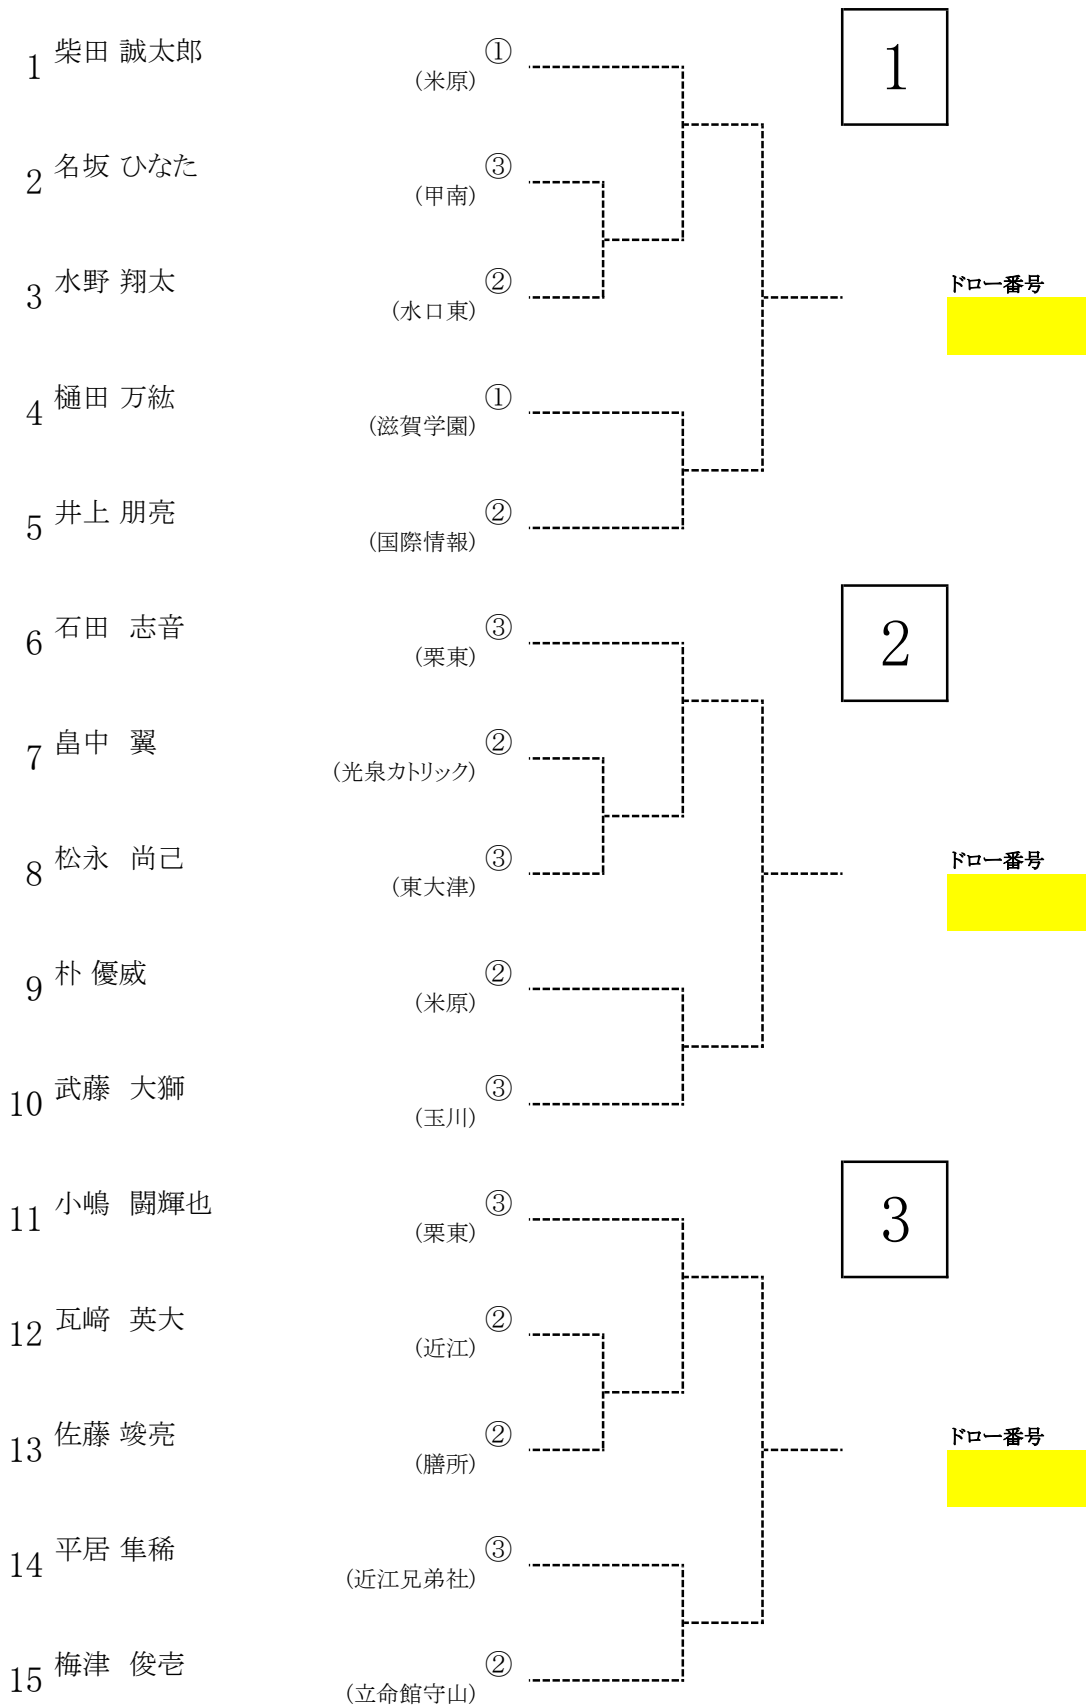 1 柴田 誠太郎 ① (米原)
1
2 名坂 ひなた ③ (甲南)
3 水野 翔太 ② (水口東)
ドロー番号
4 樋田 万紘 ① (滋賀学園)
5 井上 朋亮 ② (国際情報)
6 石田 志音 ③ (栗東)
2
7 畠中 翼 ② (光泉カトリック)
8 松永 尚己 ③ (東大津)
ドロー番号
9 朴 優威 ② (米原)
10 武藤 大獅 ③ (玉川)
11 小嶋 闘輝也 ③ (栗東)
3
12 瓦﨑 英大 ② (近江)
13 佐藤 竣亮 ② (膳所)
ドロー番号
14 平居 隼稀 ③ (近江兄弟社)
15 梅津 俊壱 ② (立命館守山)